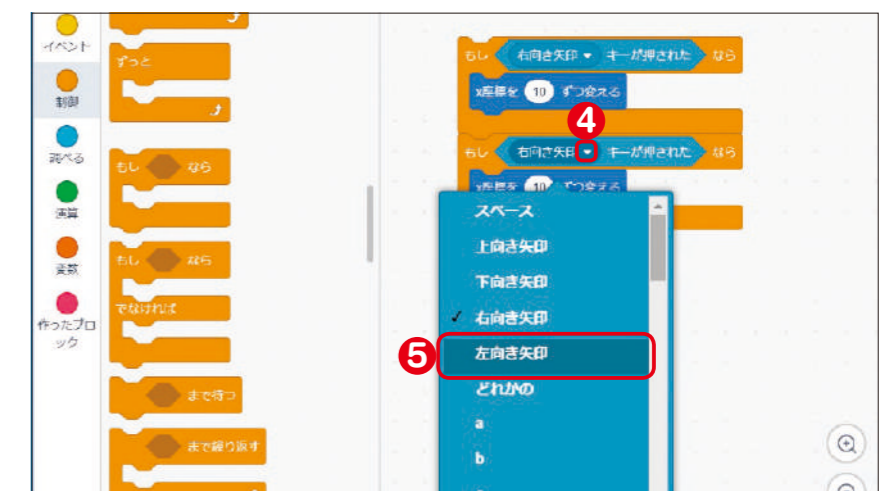 イベント
制御
調べる
演算
変数
作ったブロ
ック
ずっと
もし なら
もし なら
でなければ
まで待つ
まで繰り返す
もし 右向き矢印 キーが押された なら
x座標を 10 ずつ変える
4
もし 右向き矢印 キーが押された なら
x座標を 10 ずつ変える
スペース
上向き矢印
下向き矢印
✓ 右向き矢印
5
左向き矢印
どれかの
a
b